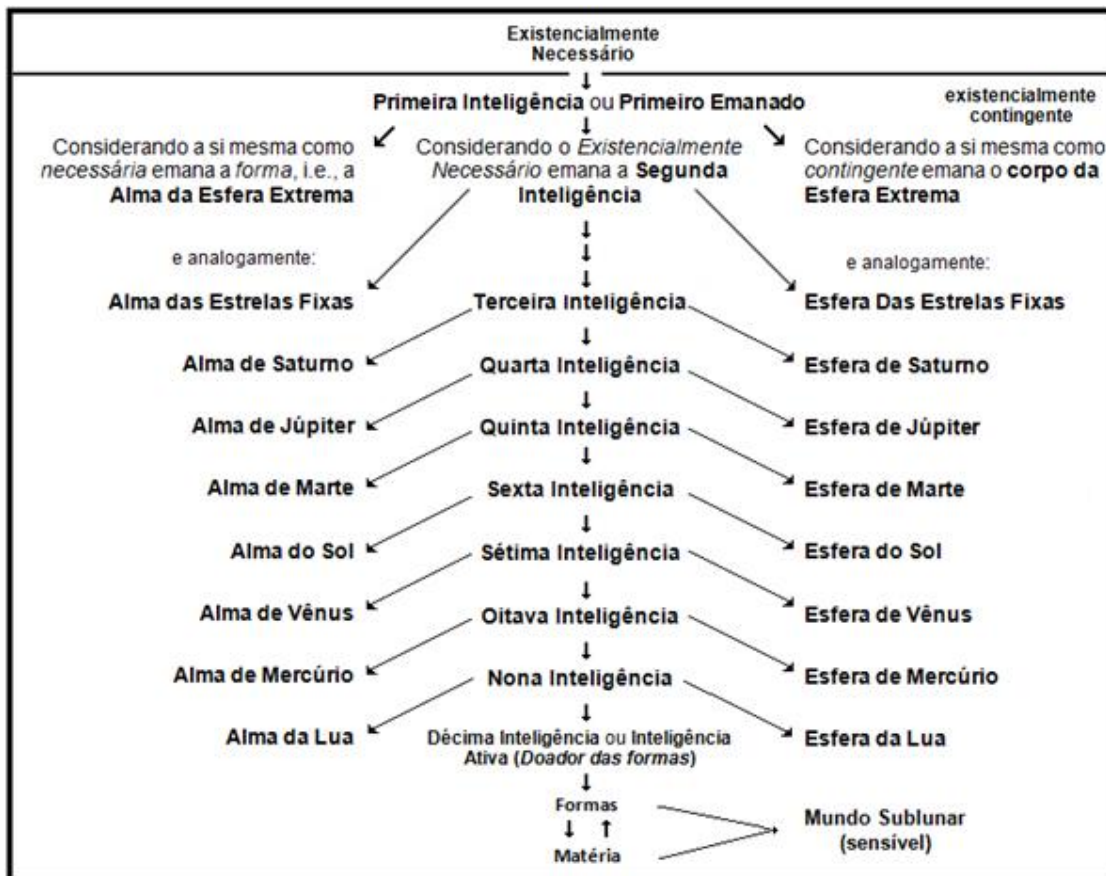 Existencialmente
Necessário
Primeira Inteligência ou Primeiro Emanado
existencialmente
contingente
Considerando a si mesma como
necessária emana a forma, i.e., a
Alma da Esfera Extrema
Considerando o Existencialmente
Necessário emana a Segunda
Inteligência
Considerando a si mesma como
contingente emana o corpo da
Esfera Extrema
e analogamente:
e analogamente:
Alma das Estrelas Fixas
Terceira Inteligência
Esfera Das Estrelas Fixas
Alma de Saturno
Quarta Inteligência
Esfera de Saturno
Alma de Júpiter
Quinta Inteligência
Esfera de Júpiter
Alma de Marte
Sexta Inteligência
Esfera de Marte
Alma do Sol
Sétima Inteligência
Esfera do Sol
Alma de Vênus
Oitava Inteligência
Esfera de Vênus
Alma de Mercúrio
Nona Inteligência
Esfera de Mercúrio
Alma da Lua
Décima Inteligência ou Inteligência
Ativa (Doador das formas)
Esfera da Lua
Formas
Matéria
Mundo Sublunar
(sensível)